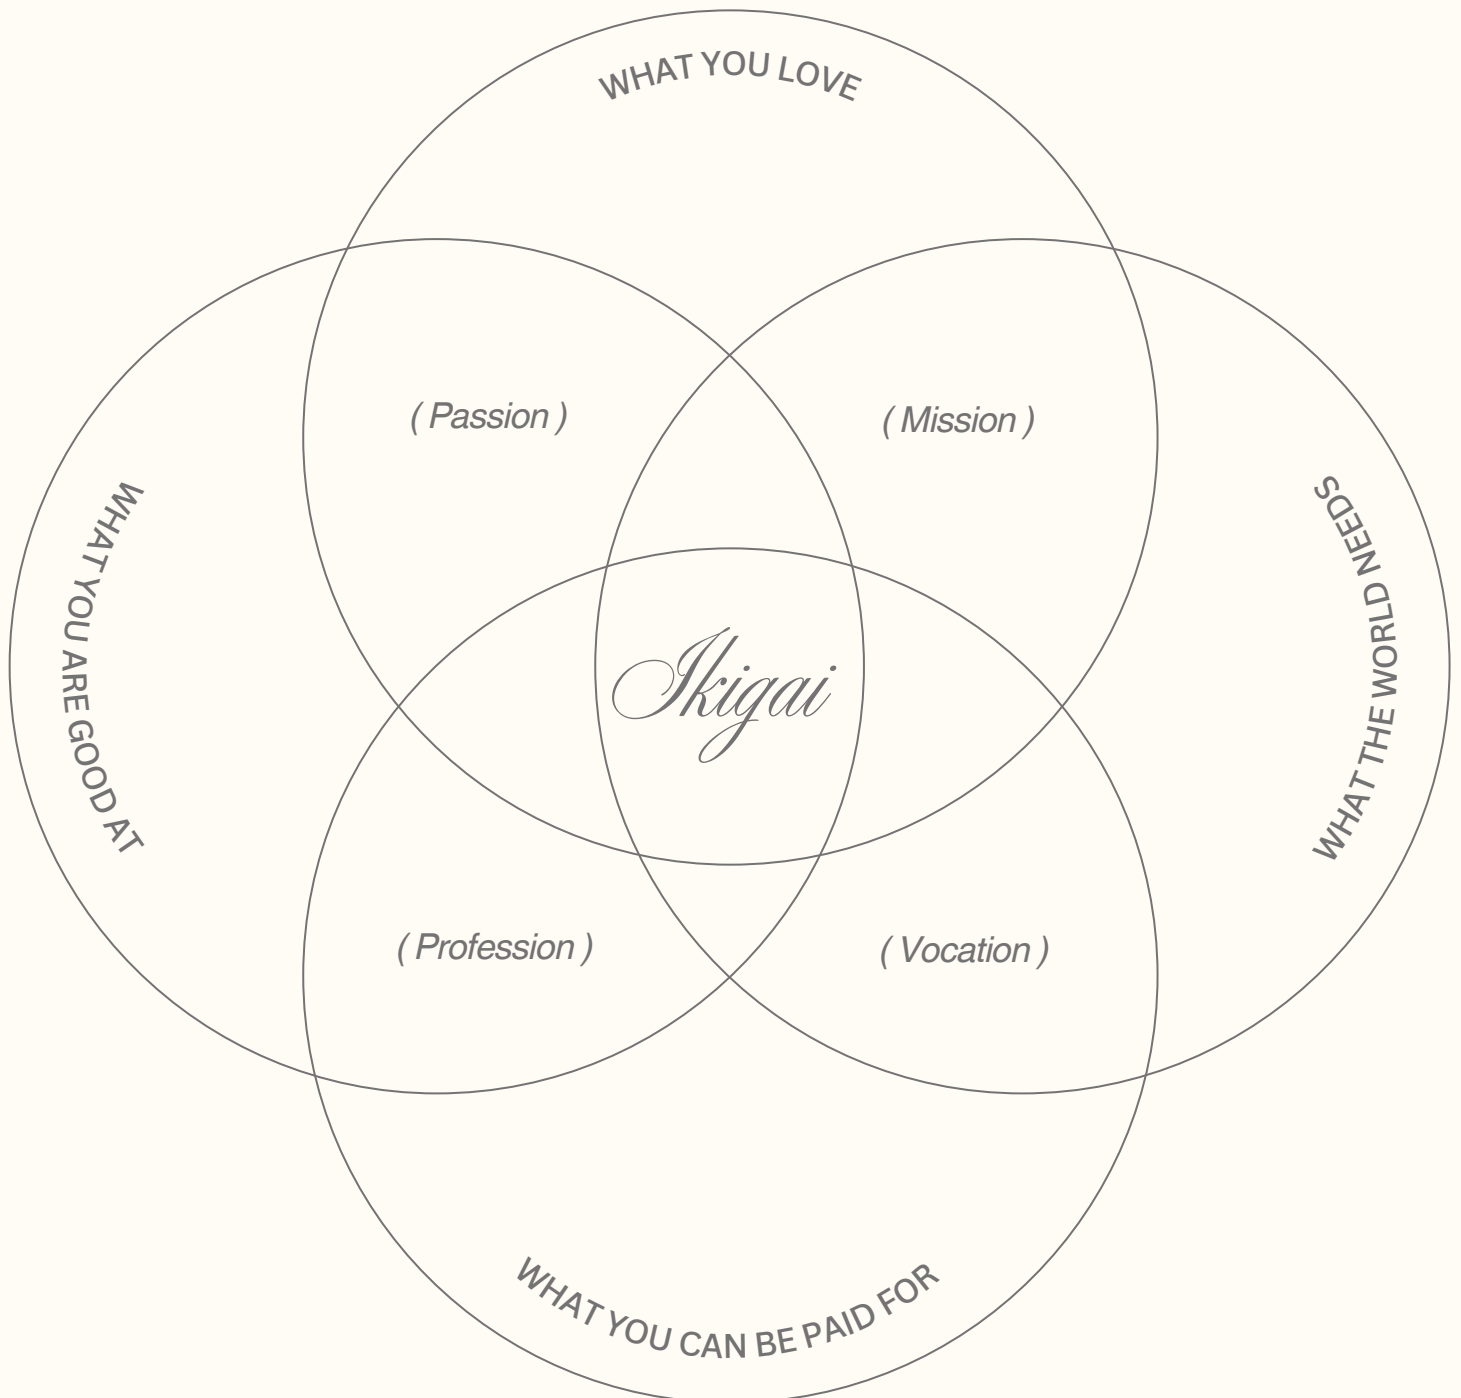 WHAT YOU LOVE
( Passion )
( Mission )
WHAT YOU ARE GOOD AT
WHAT THE WORLD NEEDS
Ikigai
( Profession )
( Vocation )
WHAT YOU CAN BE PAID FOR